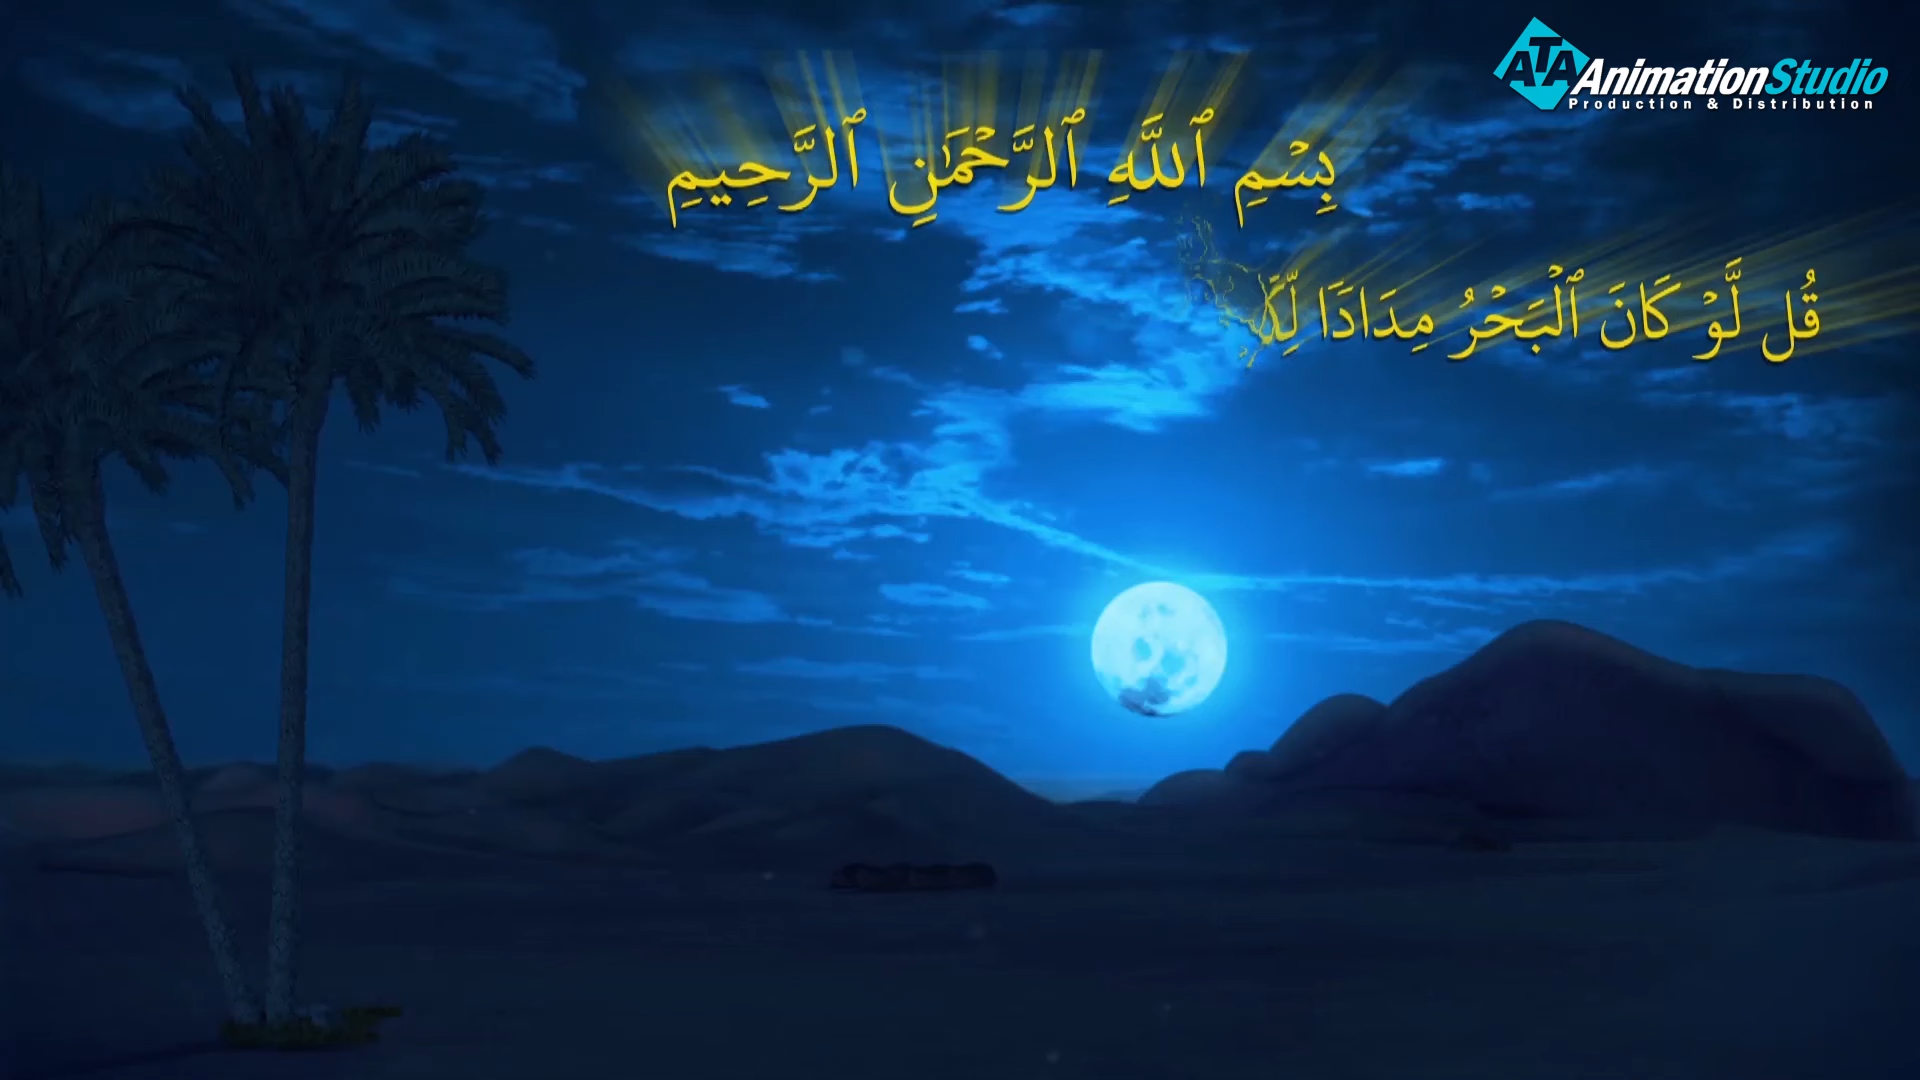 ATA AnimationStudio
Production & Distribution
بِسۡمِ ٱللَّهِ ٱلرَّحۡمَٰنِ ٱلرَّحِيمِ
قُل لَّوۡ كَانَ ٱلۡبَحۡرُ مِدَادٗا